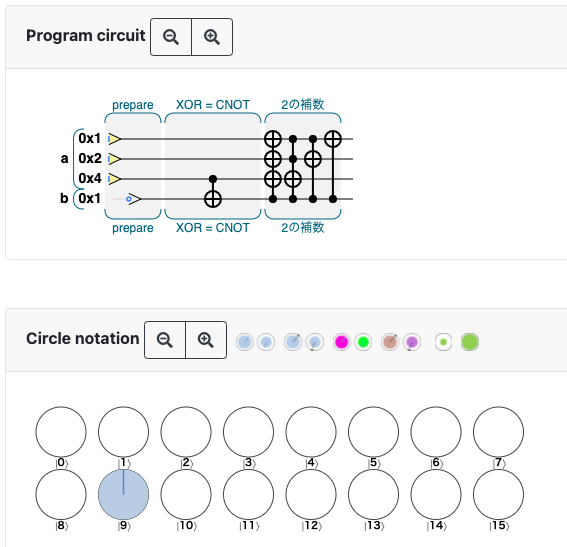 Program circuit
prepare XOR = CNOT 2の補数
0x1
a 0x2
0x4
b 0x1
prepare XOR = CNOT 2の補数
Circle notation
|0⟩ |1⟩ |2⟩ |3⟩ |4⟩ |5⟩ |6⟩ |7⟩
|8⟩ |9⟩ |10⟩ |11⟩ |12⟩ |13⟩ |14⟩ |15⟩